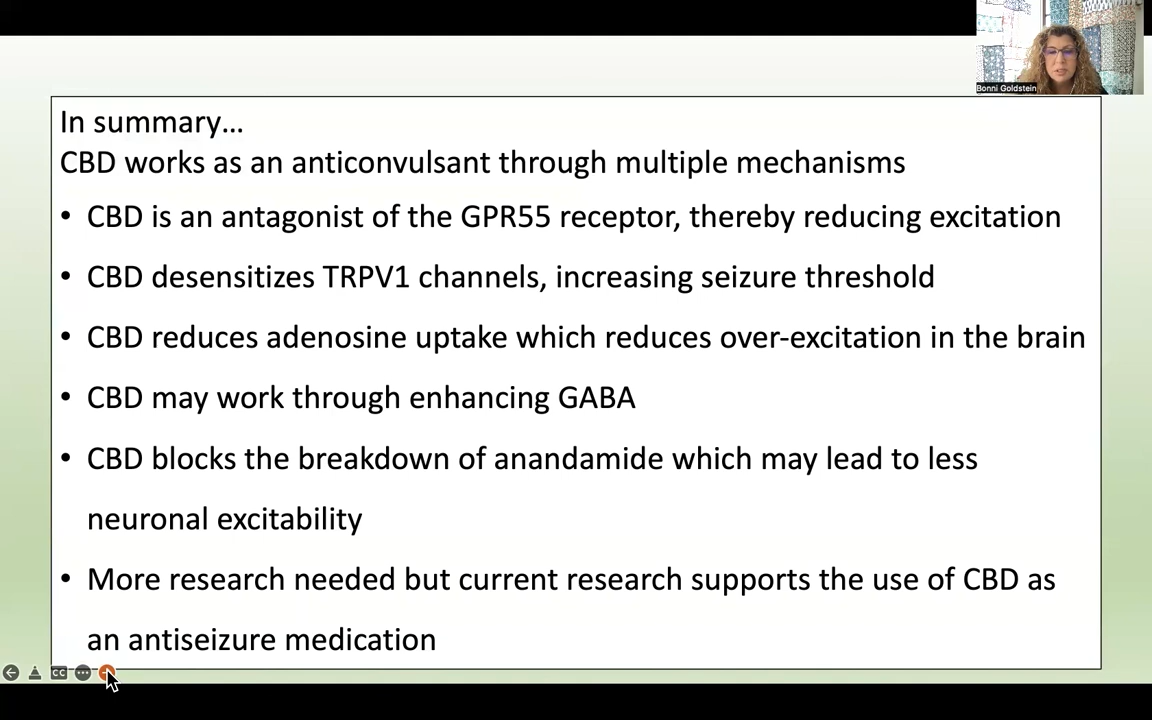 Bonni Goldstein
In summary...
CBD works as an anticonvulsant through multiple mechanisms
• CBD is an antagonist of the GPR55 receptor, thereby reducing excitation
• CBD desensitizes TRPV1 channels, increasing seizure threshold
• CBD reduces adenosine uptake which reduces over-excitation in the brain
• CBD may work through enhancing GABA
• CBD blocks the breakdown of anandamide which may lead to less
neuronal excitability
• More research needed but current research supports the use of CBD as
an antiseizure medication
CC